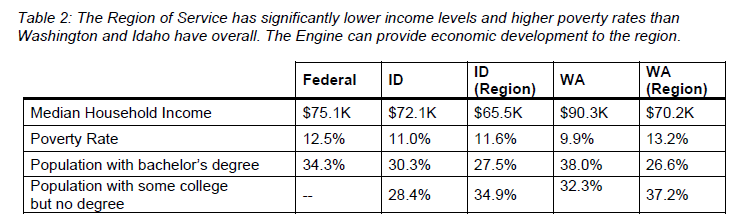 Table 2: The Region of Service has significantly lower income levels and higher poverty rates than
Washington and Idaho have overall. The Engine can provide economic development to the region.
Federal ID ID (Region) WA WA (Region)
Median Household Income $75.1K $72.1K $65.5K $90.3K $70.2K
Poverty Rate 12.5% 11.0% 11.6% 9.9% 13.2%
Population with bachelor’s degree 34.3% 30.3% 27.5% 38.0% 26.6%
Population with some college
but no degree -- 28.4% 34.9% 32.3% 37.2%